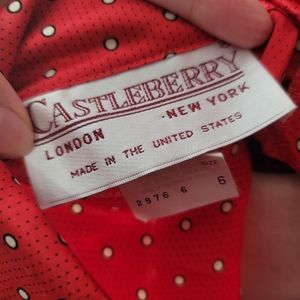 CASTLEBERRY
LONDON · NEW YORK
MADE IN THE UNITED STATES
SIZE
2976 6 6